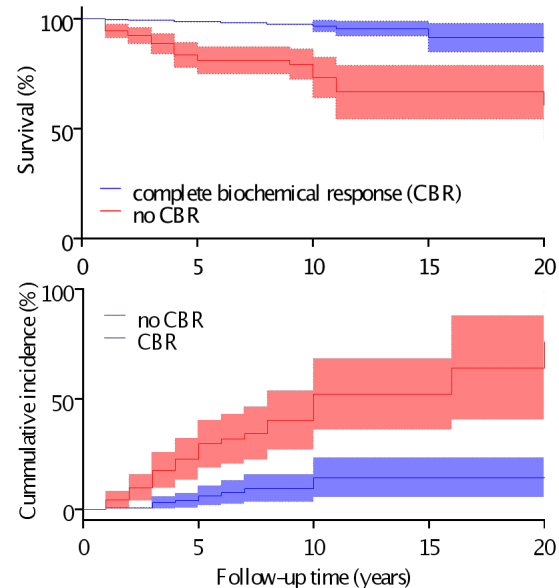 Survival (%)
100
50
0
complete biochemical response (CBR)
no CBR
0 5 10 15 20
Cummulative incidence (%)
100
50
0
no CBR
CBR
0 5 10 15 20
Follow-up time (years)